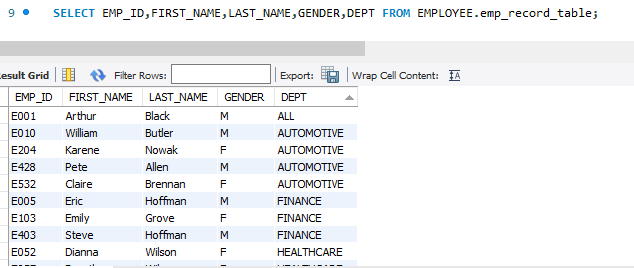 9 SELECT EMP_ID,FIRST_NAME,LAST_NAME,GENDER,DEPT FROM EMPLOYEE.emp_record_table;
Result Grid Filter Rows: Export: Wrap Cell Content: IA
EMP_ID FIRST_NAME LAST_NAME GENDER DEPT
E001 Arthur Black M ALL
E010 William Butler M AUTOMOTIVE
E204 Karene Nowak F AUTOMOTIVE
E428 Pete Allen M AUTOMOTIVE
E532 Claire Brennan F AUTOMOTIVE
E005 Eric Hoffman M FINANCE
E103 Emily Grove F FINANCE
E403 Steve Hoffman M FINANCE
E052 Dianna Wilson F HEALTHCARE